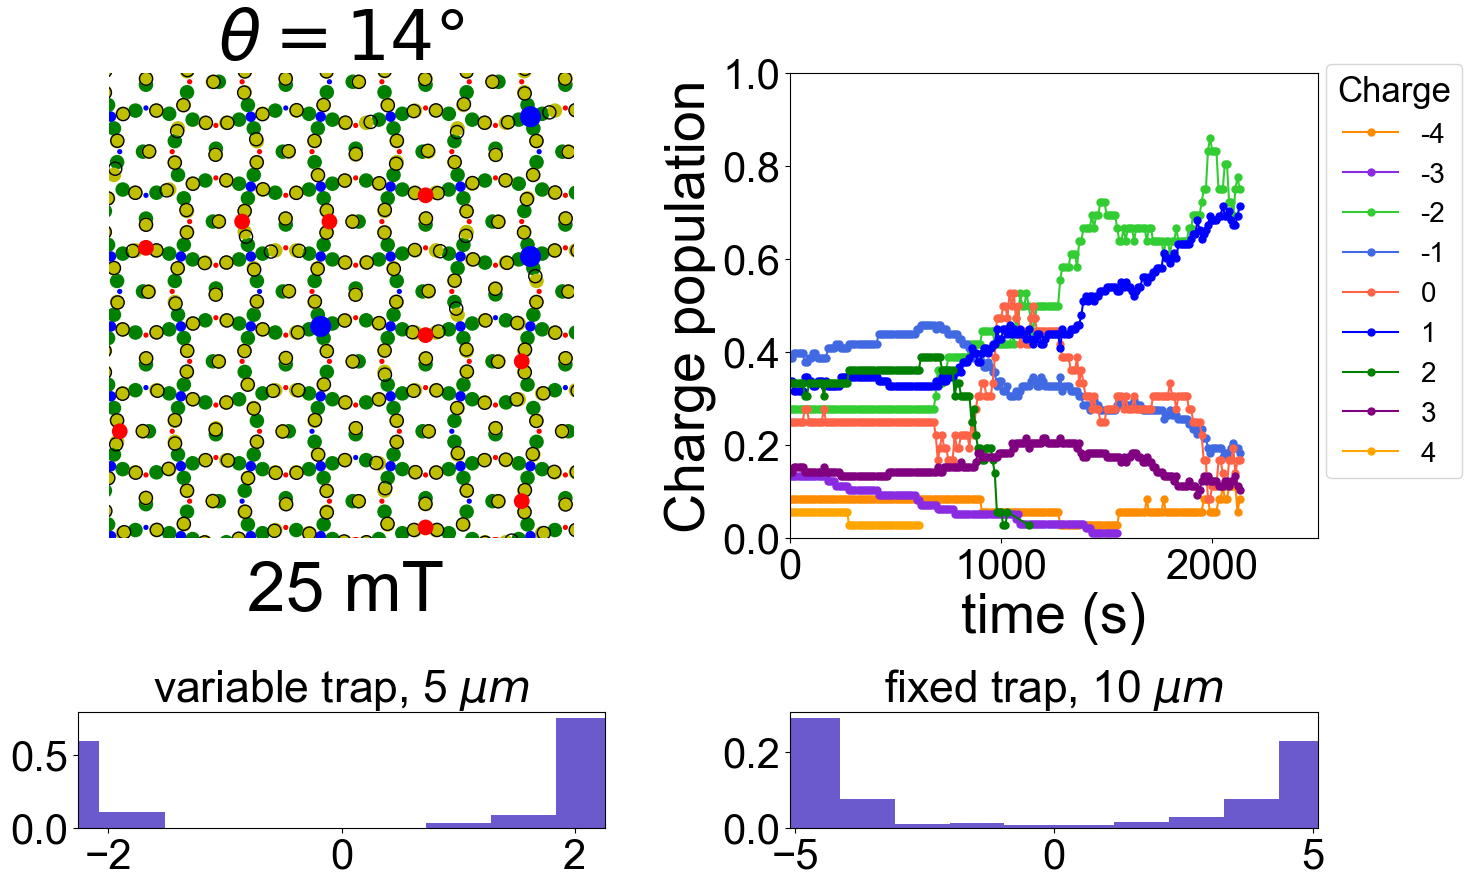 θ = 14°
25 mT
1.0
0.8
0.6
0.4
0.2
0.0
Charge population
0 1000 2000
time (s)
Charge
-4
-3
-2
-1
0
1
2
3
4
variable trap, 5 μm
0.5
0.0
−2 0 2
fixed trap, 10 μm
0.2
0.0
−5 0 5